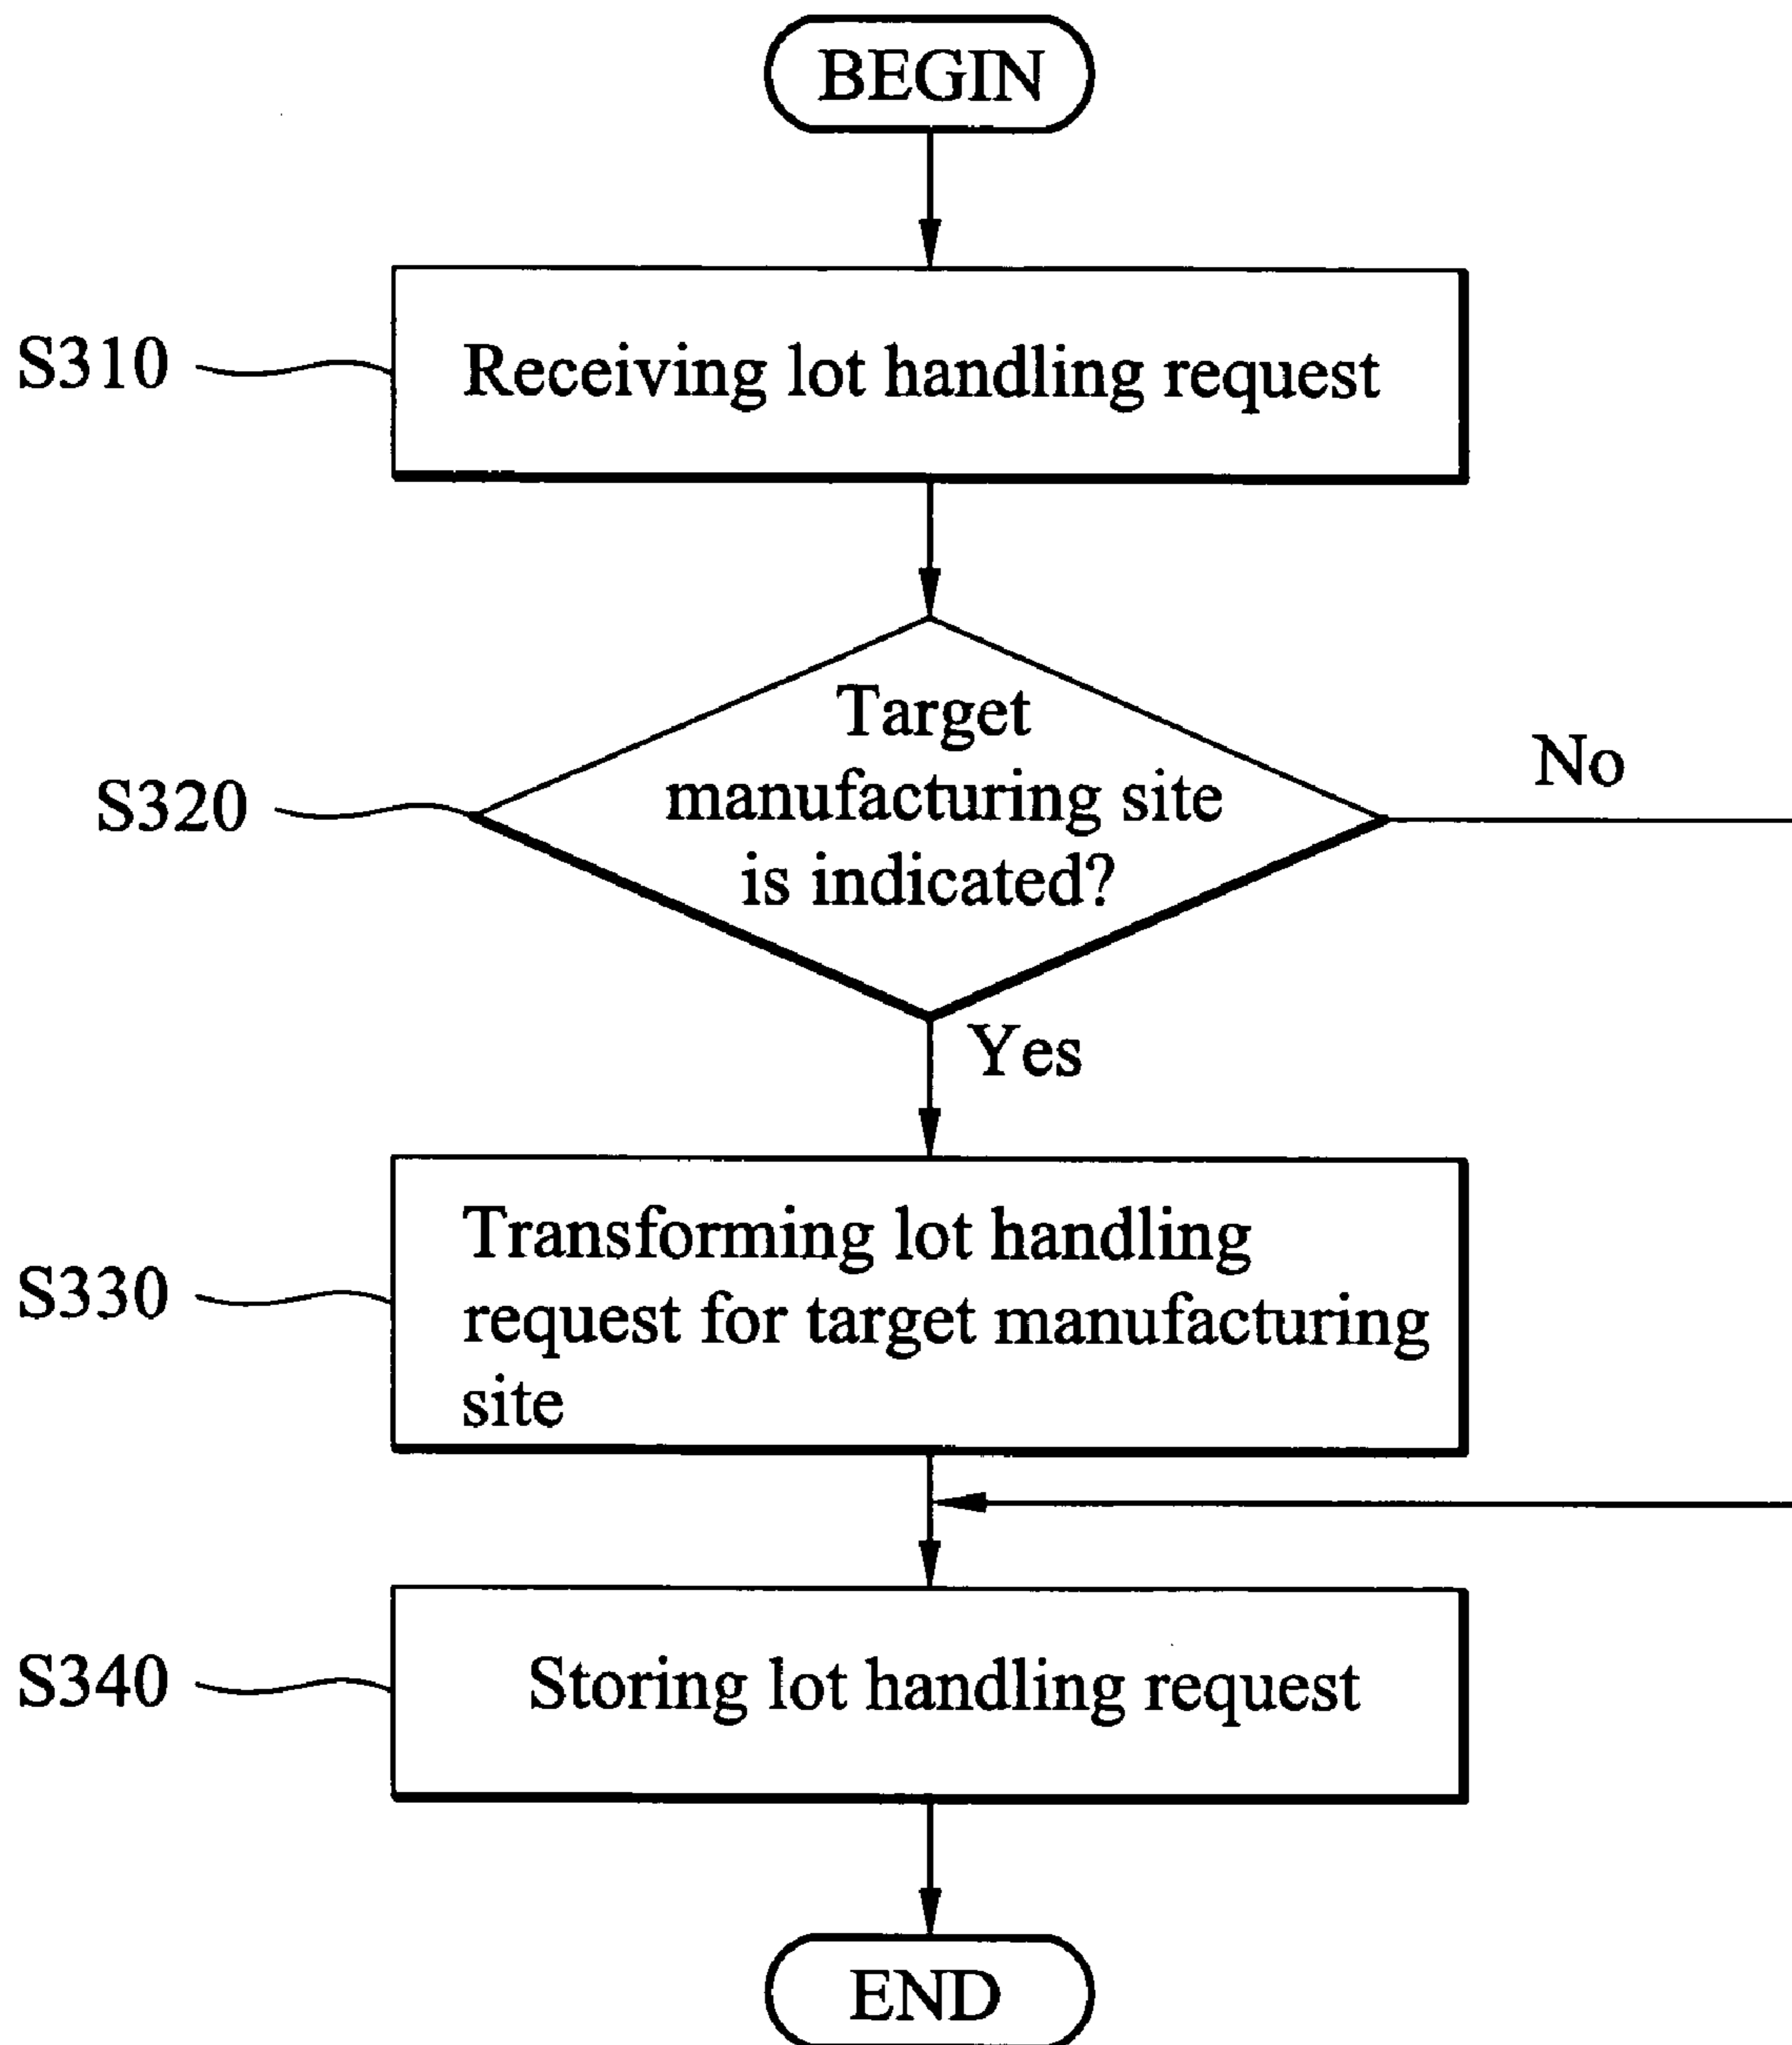 BEGIN
S310
Receiving lot handling request
S320
Target
manufacturing site
is indicated?
No
Yes
S330
Transforming lot handling
request for target manufacturing
site
S340
Storing lot handling request
END